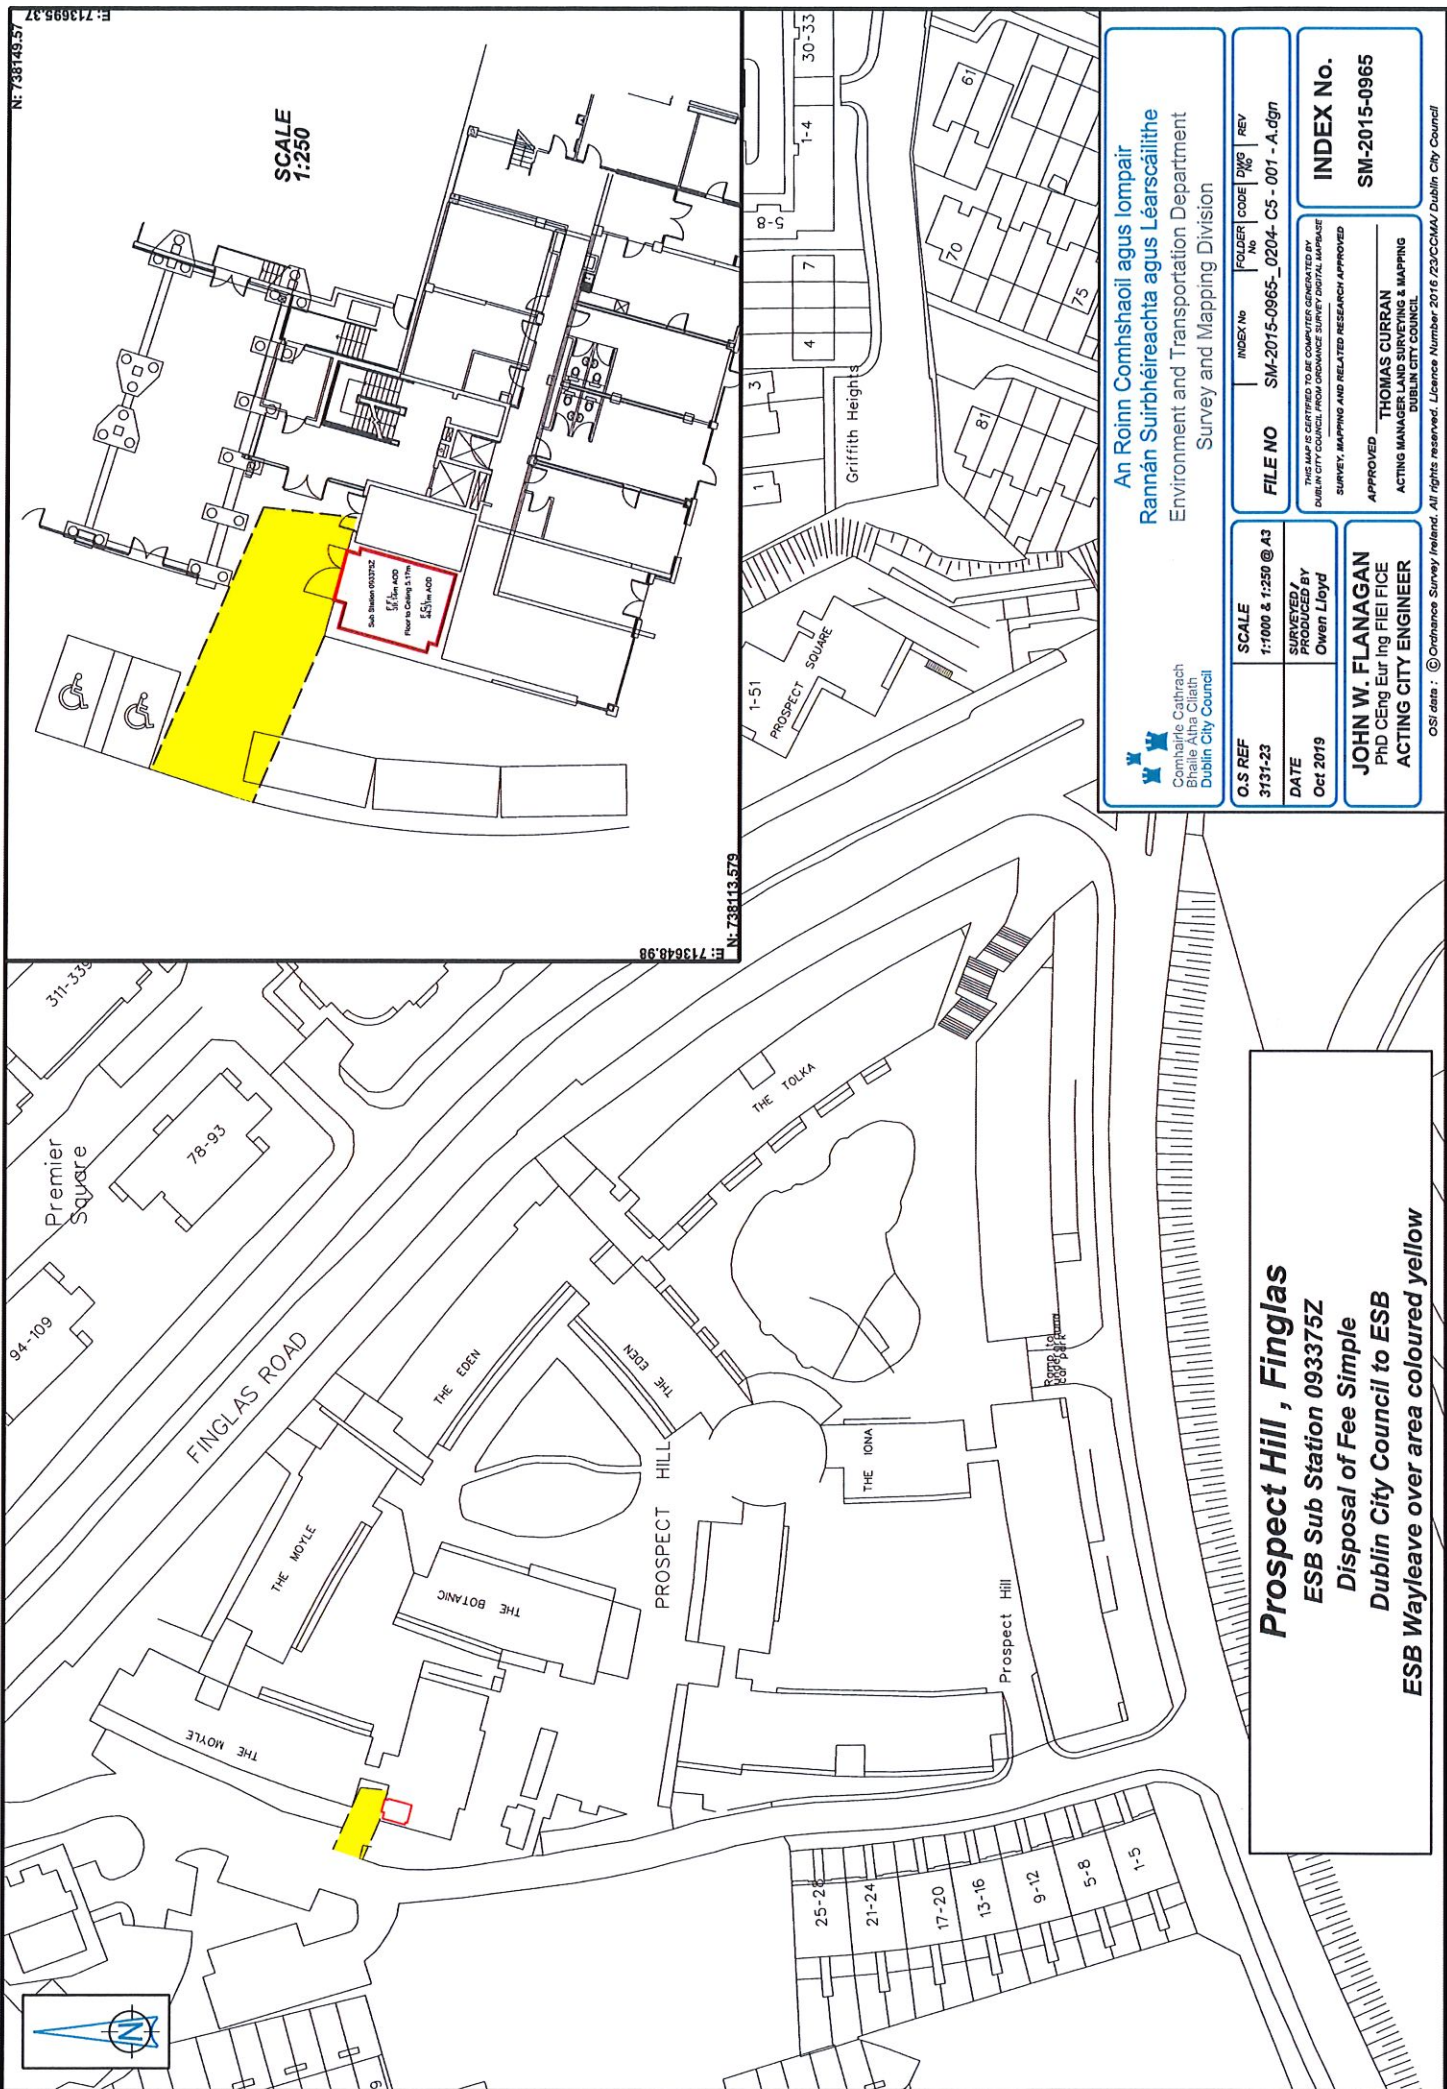 N: 738149.57
E: 713695.37
SCALE
1:250
Sub Station 093375Z
F.F.L
Floor to Ceiling 5.17m
N: 738113.579
E: 713648.98
311-339
Premier
Square
78-93
94-109
FINGLAS ROAD
THE MOYLE
THE MOYLE
THE BOTANIC
THE EDEN
THE EDEN
THE TOLKA
THE IONA
PROSPECT HILL
Prospect Hill
Ramp to
underground
car park
25-28
21-24
17-20
13-16
9-12
5-8
1-5
1-51
PROSPECT SQUARE
Griffith Heights
1
3
4
7
5-8
1-4
30-33
61
70
75
81
N
Prospect Hill , Finglas
ESB Sub Station 093375Z
Disposal of Fee Simple
Dublin City Council to ESB
ESB Wayleave over area coloured yellow
An Roinn Comhshaoil agus Iompair
Rannán Suirbhéireachta agus Léarscáilithe
Environment and Transportation Department
Survey and Mapping Division
Comhairle Cathrach
Bhaile Átha Cliath
Dublin City Council
O.S REF
3131-23
SCALE
1:1000 & 1:250 @ A3
DATE
Oct 2019
SURVEYED /
PRODUCED BY
Owen Lloyd
JOHN W. FLANAGAN
PhD CEng Eur Ing FIEI FICE
ACTING CITY ENGINEER
INDEX No
FOLDER No
CODE
DWG No
REV
FILE NO
SM-2015-0965_0204- C5 - 001 - A.dgn
THIS MAP IS CERTIFIED TO BE COMPUTER GENERATED BY
DUBLIN CITY COUNCIL FROM ORDNANCE SURVEY DIGITAL MAPBASE
SURVEY, MAPPING AND RELATED RESEARCH APPROVED
APPROVED
THOMAS CURRAN
ACTING MANAGER LAND SURVEYING & MAPPING
DUBLIN CITY COUNCIL
INDEX No.
SM-2015-0965
OSI data : © Ordnance Survey Ireland. All rights reserved. Licence Number 2016 /23/CCMA/ Dublin City Council